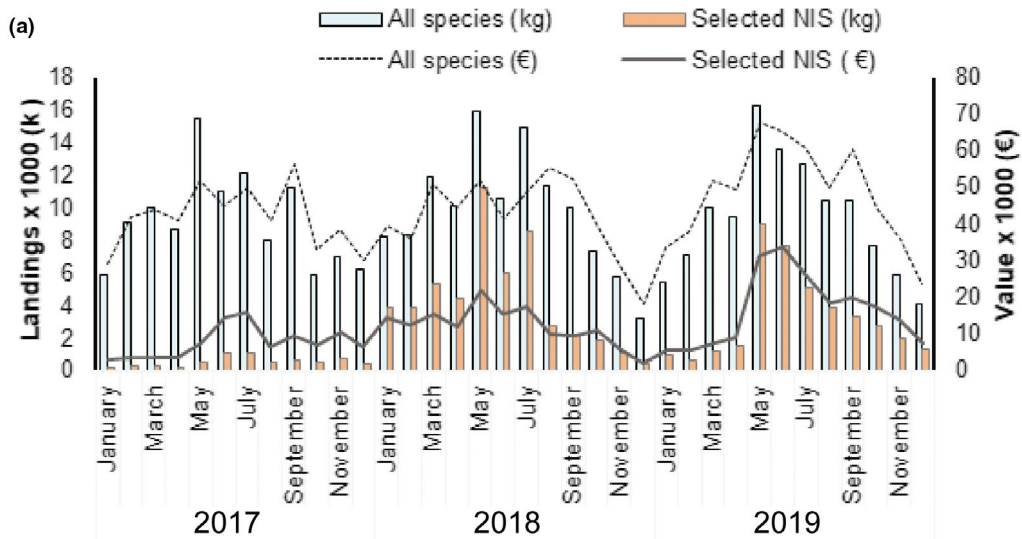 (a)
All species (kg) Selected NIS (kg)
All species (€) Selected NIS ( €)
Landings x 1000 (k)
18
16
14
12
10
8
6
4
2
0
80
70
60
50
40
30
20
10
0
Value x 1000 (€)
January March May July September November January March May July September November January March May July September November
2017 2018 2019